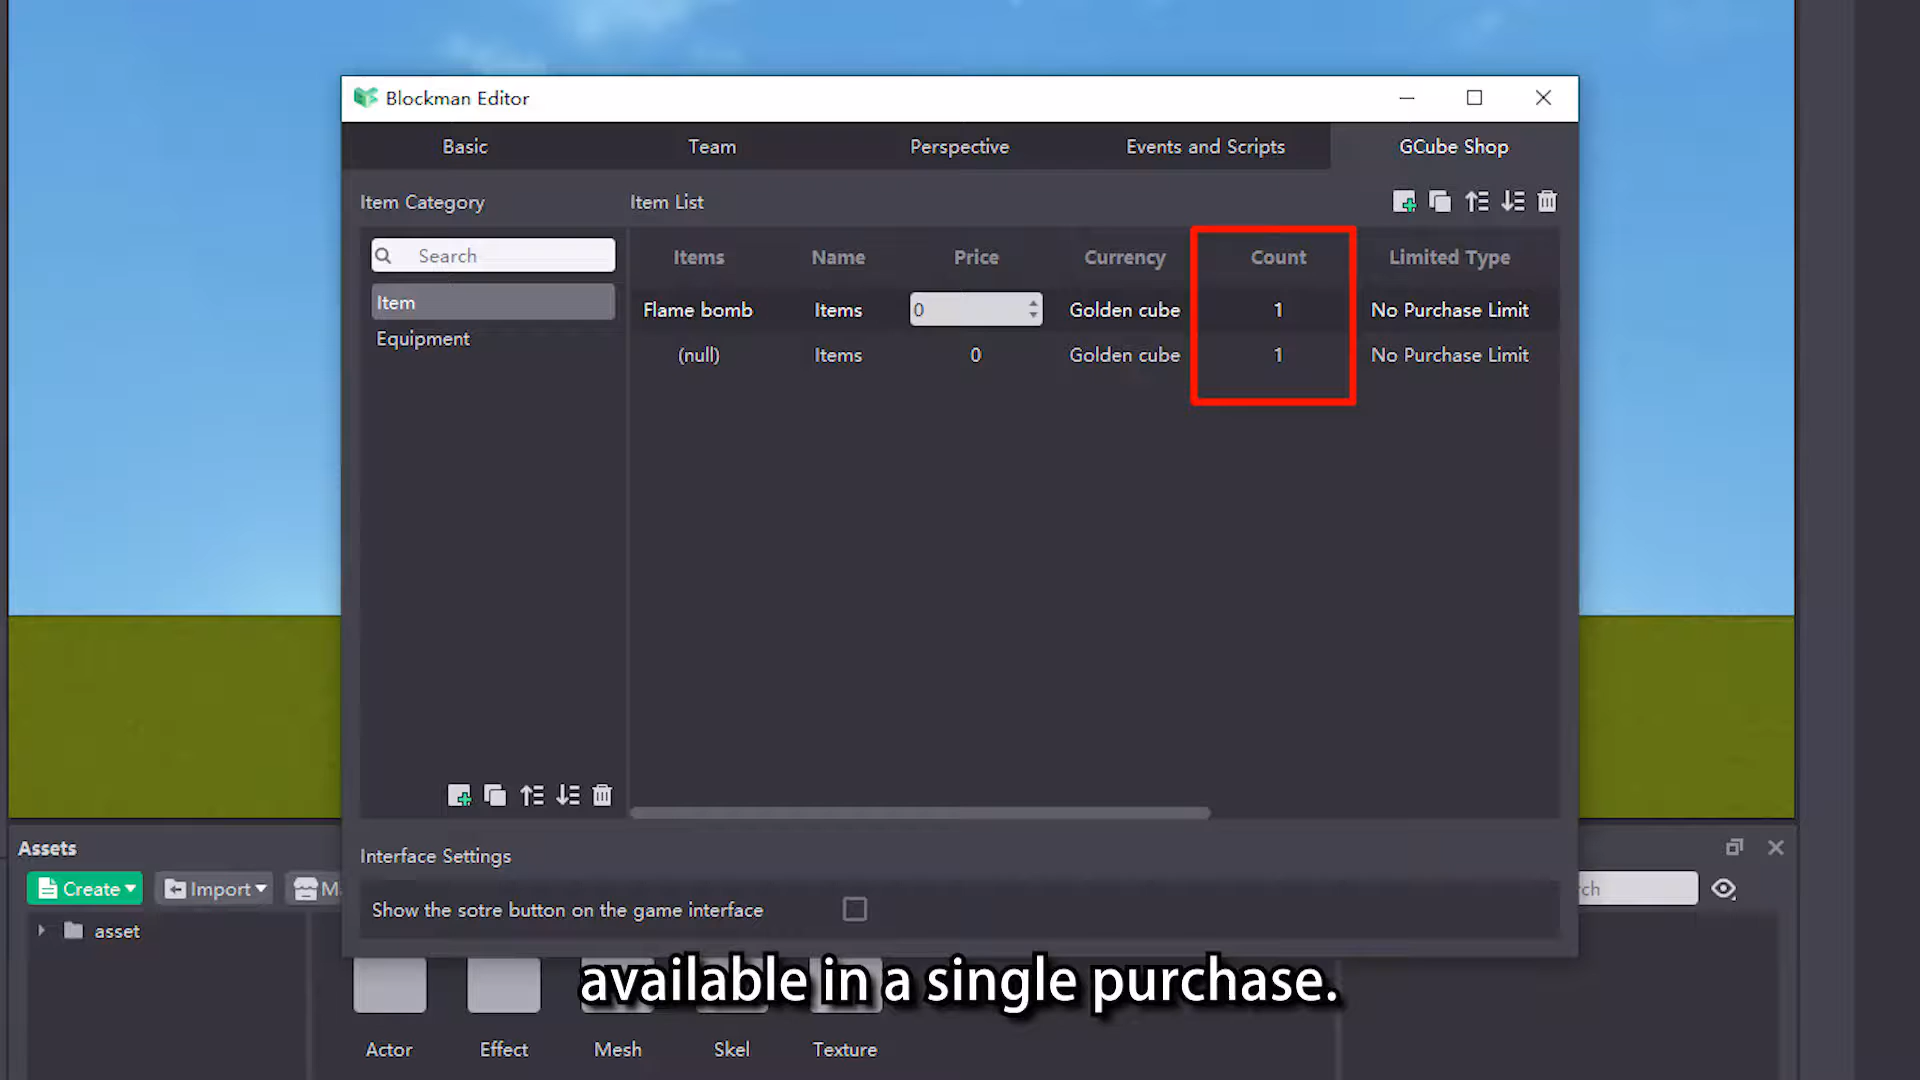 Blockman Editor
Basic Team Perspective Events and Scripts GCube Shop
Item Category Item List
Search
Items Name Price Currency Count Limited Type
Item
Equipment
Flame bomb Items 0 Golden cube 1 No Purchase Limit
(null) Items 0 Golden cube 1 No Purchase Limit
Interface Settings
Show the sotre button on the game interface
Assets
Create Import
asset
available in a single purchase.
Actor Effect Mesh Skel Texture